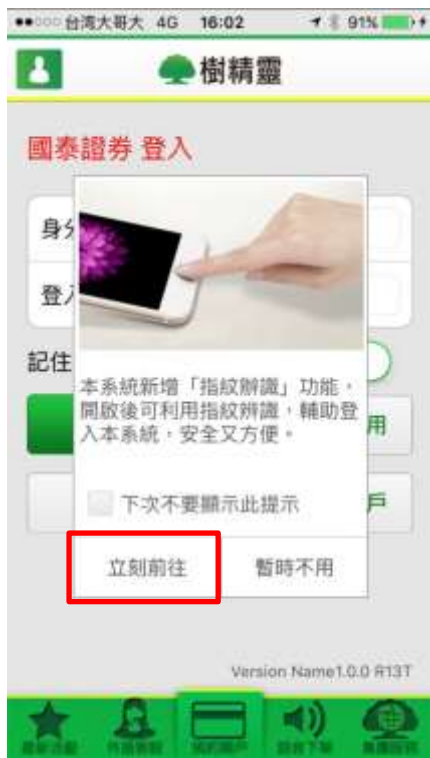 台湾大哥大 4G 16:02 91%
樹精靈
國泰證券 登入
身分
登入
記住
本系統新增「指紋辦識」功能，
開啟後可利用指紋辨識，輔助登
入本系統，安全又方便。
用
下次不要顯示此提示
戶
立刻前往 暫時不用
Version Name1.0.0 R13T